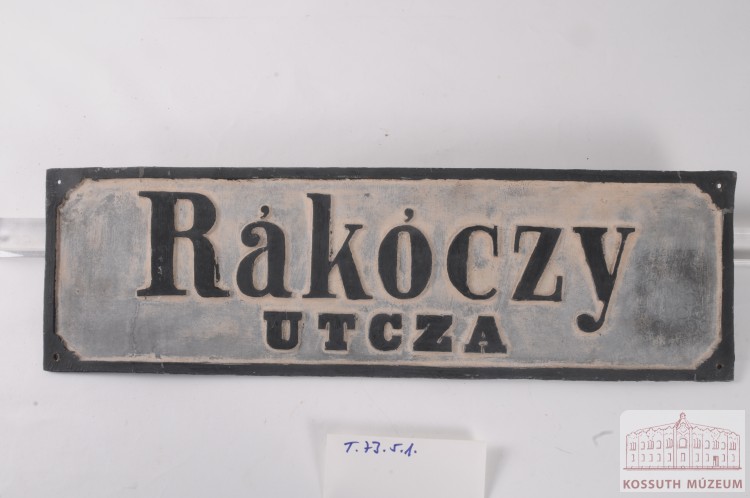 Rákóczy
UTCZA
T.73.5.1.
KOSSUTH MÚZEUM